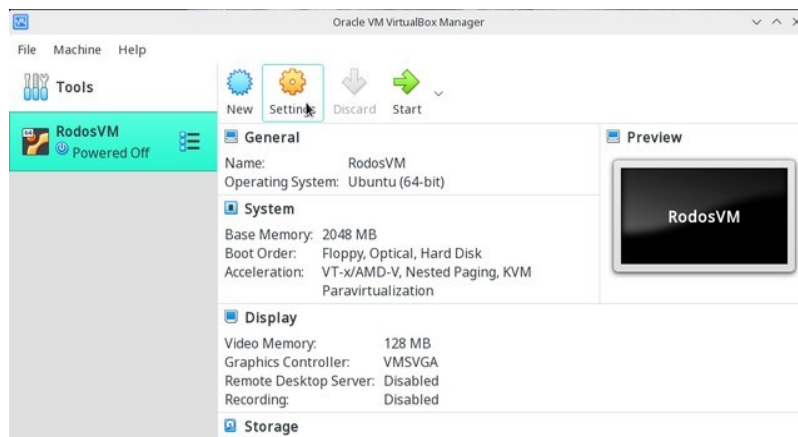 Oracle VM VirtualBox Manager
File Machine Help
Tools
New Settings Discard Start
RodosVM
Powered Off
General
Name: RodosVM
Operating System: Ubuntu (64-bit)
System
Base Memory: 2048 MB
Boot Order: Floppy, Optical, Hard Disk
Acceleration: VT-x/AMD-V, Nested Paging, KVM
Paravirtualization
Display
Video Memory: 128 MB
Graphics Controller: VMSVGA
Remote Desktop Server: Disabled
Recording: Disabled
Storage
Preview
RodosVM